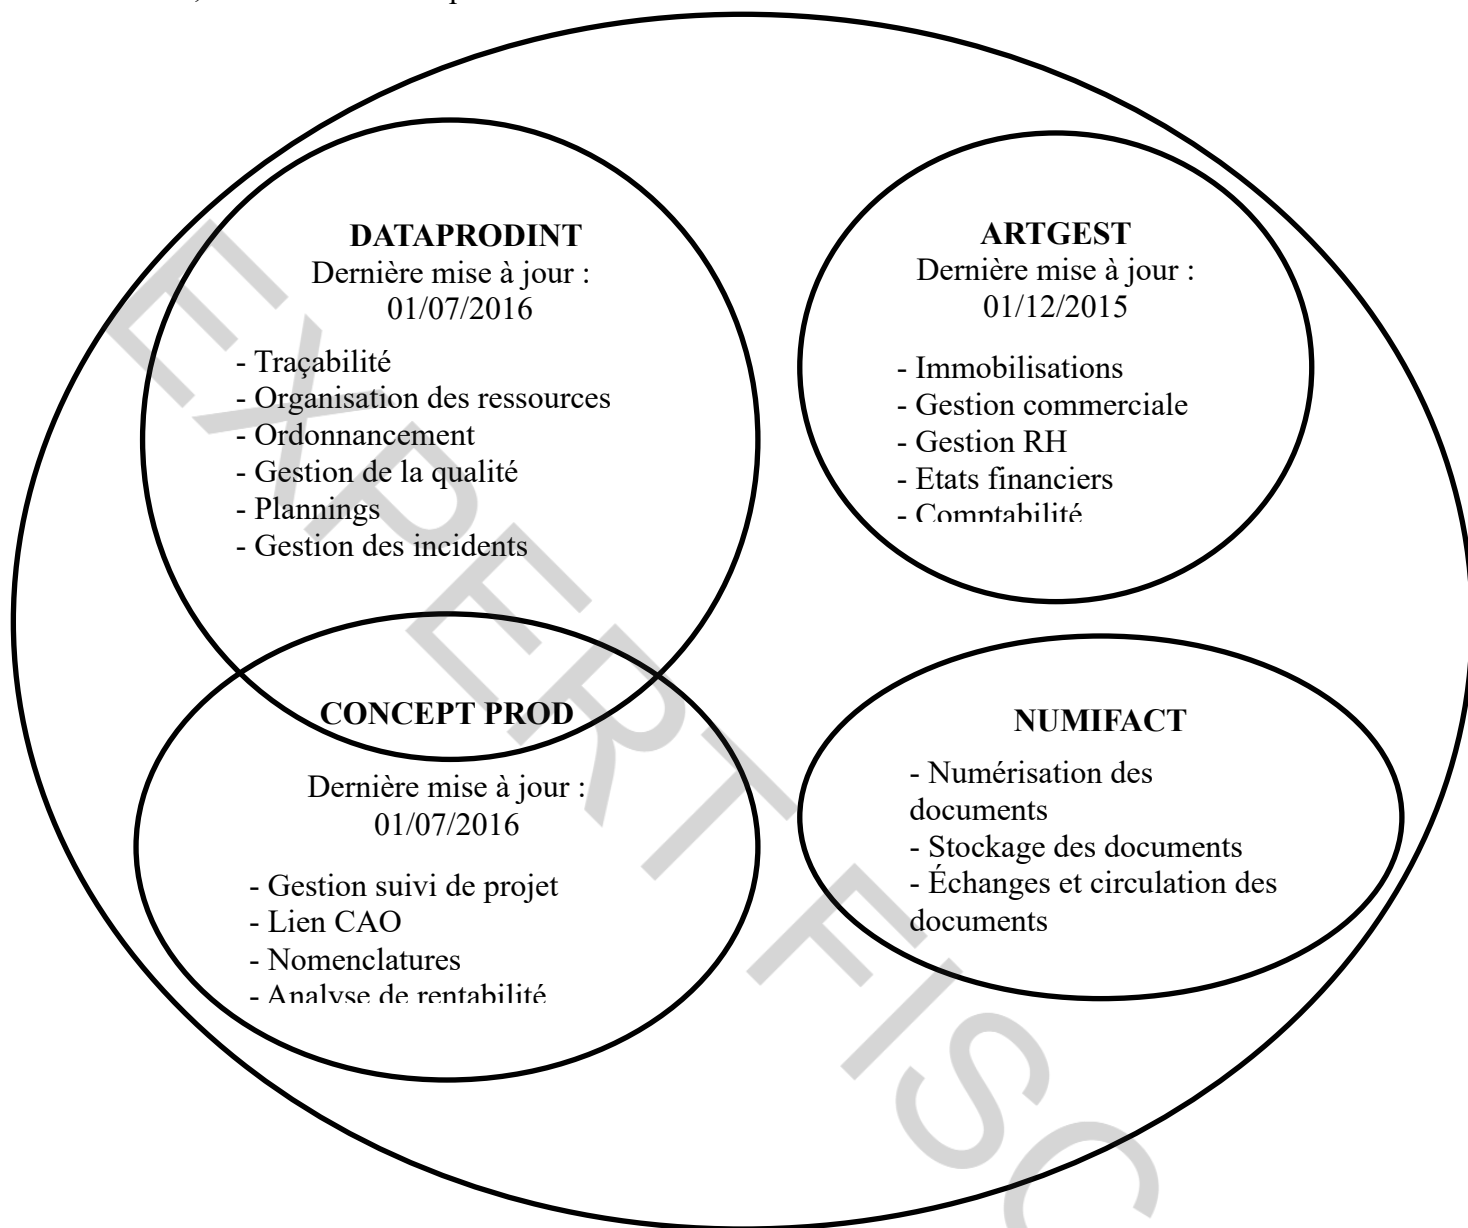 DATAPRODINT
Dernière mise à jour :
01/07/2016
- Traçabilité
- Organisation des ressources
- Ordonnancement
- Gestion de la qualité
- Plannings
- Gestion des incidents
ARTGEST
Dernière mise à jour :
01/12/2015
- Immobilisations
- Gestion commerciale
- Gestion RH
- Etats financiers
- Comptabilité
CONCEPT PROD
Dernière mise à jour :
01/07/2016
- Gestion suivi de projet
- Lien CAO
- Nomenclatures
- Analyse de rentabilité
NUMIFACT
- Numérisation des
documents
- Stockage des documents
- Échanges et circulation des
documents
EXPERT FISC